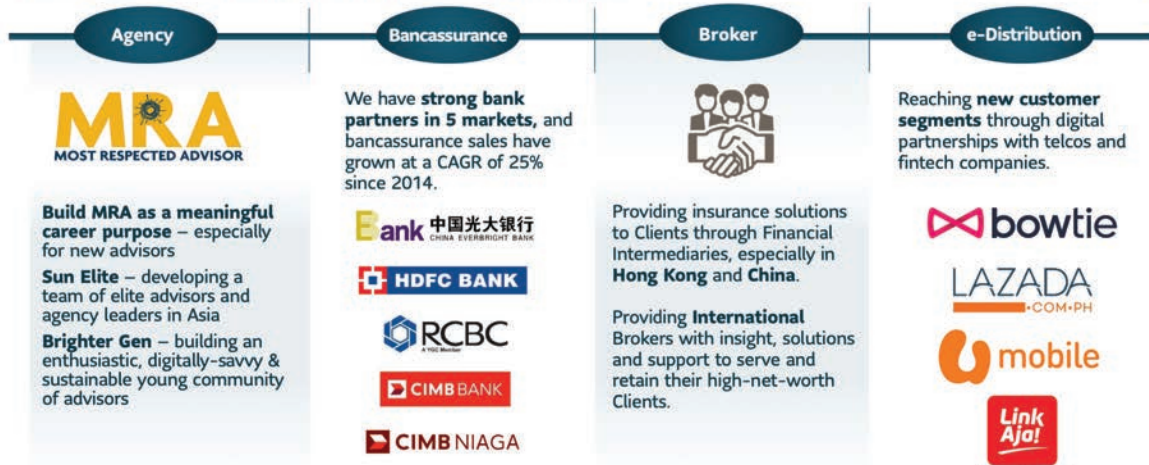 Agency
MRA
MOST RESPECTED ADVISOR
Build MRA as a meaningful
career purpose – especially
for new advisors
Sun Elite – developing a
team of elite advisors and
agency leaders in Asia
Brighter Gen – building an
enthusiastic, digitally-savvy &
sustainable young community
of advisors
Bancassurance
We have strong bank
partners in 5 markets, and
bancassurance sales have
grown at a CAGR of 25%
since 2014.
Bank 中国光大银行
CHINA EVERBRIGHT BANK
HDFC BANK
RCBC
A YGC Member
CIMB BANK
CIMB NIAGA
Broker
Providing insurance solutions
to Clients through Financial
Intermediaries, especially in
Hong Kong and China.
Providing International
Brokers with insight, solutions
and support to serve and
retain their high-net-worth
Clients.
e-Distribution
Reaching new customer
segments through digital
partnerships with telcos and
fintech companies.
bowtie
LAZADA
•COM•PH
mobile
Link
Aja!